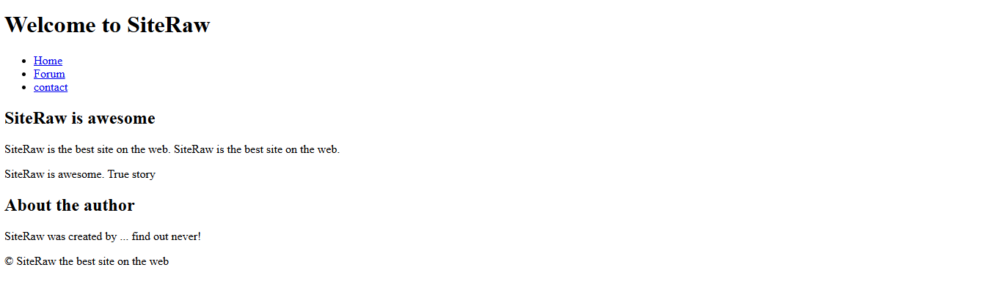 Welcome to SiteRaw
Home
Forum
contact
SiteRaw is awesome
SiteRaw is the best site on the web. SiteRaw is the best site on the web.
SiteRaw is awesome. True story
About the author
SiteRaw was created by ... find out never!
© SiteRaw the best site on the web